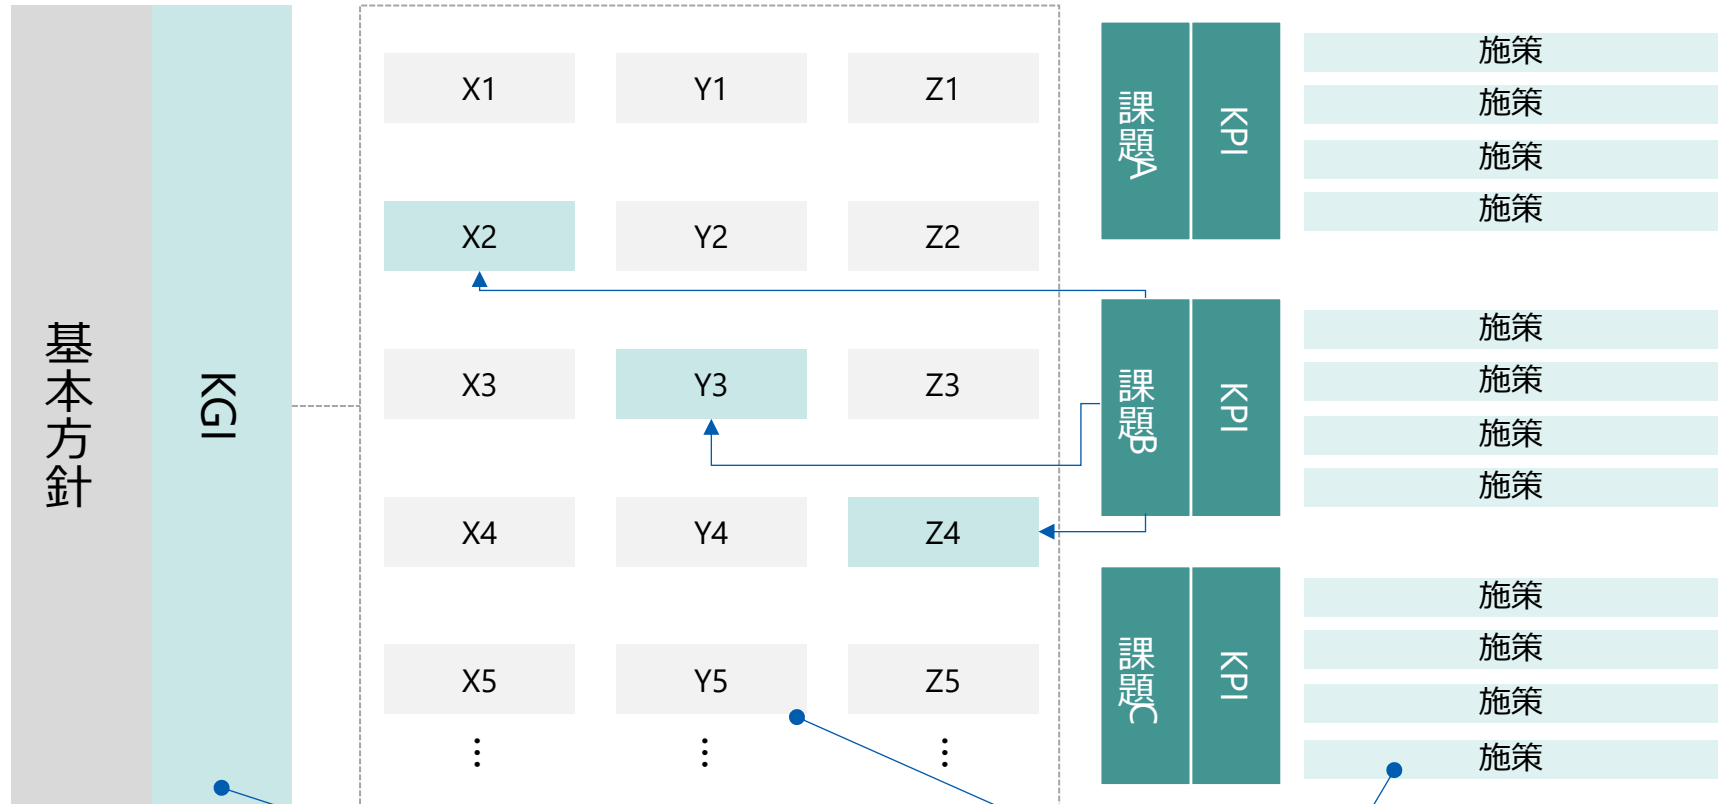 基本方針
KGI
X1
Y1
Z1
X2
Y2
Z2
X3
Y3
Z3
X4
Y4
Z4
X5
Y5
Z5
⋮
⋮
⋮
課題A
KPI
施策
施策
施策
施策
課題B
KPI
施策
施策
施策
施策
課題C
KPI
施策
施策
施策
施策